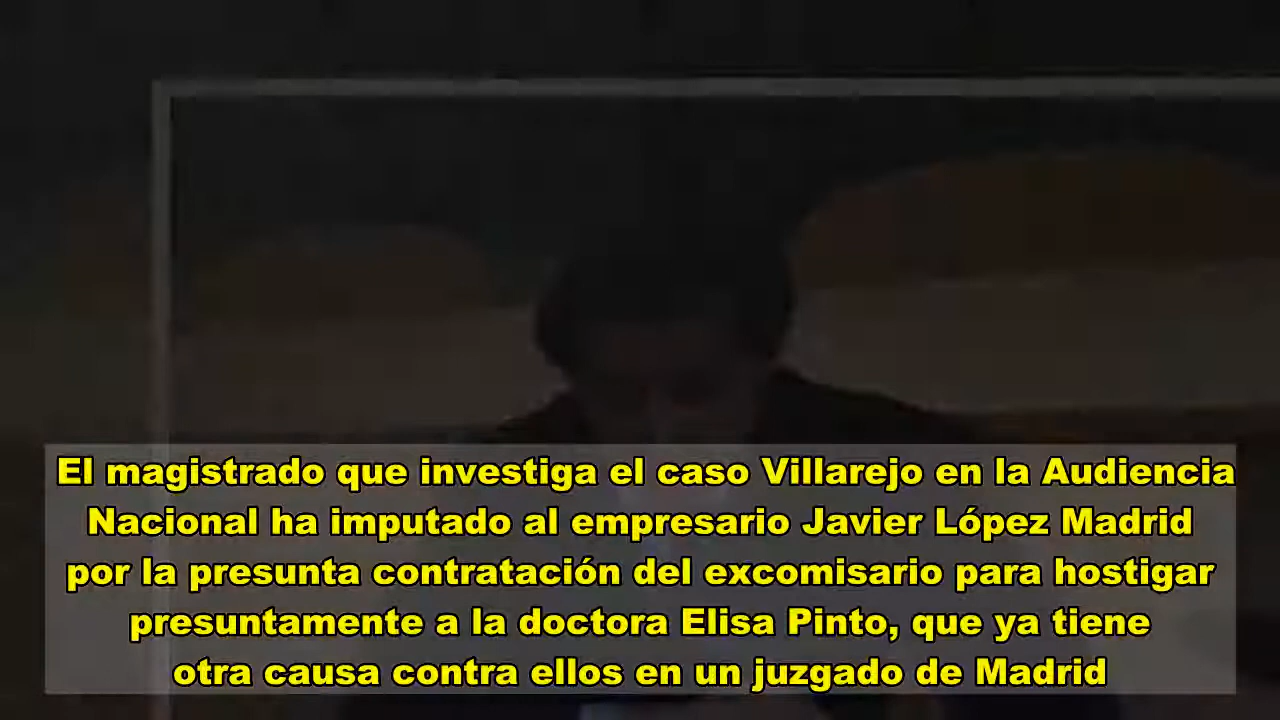 El magistrado que investiga el caso Villarejo en la Audiencia
Nacional ha imputado al empresario Javier López Madrid
por la presunta contratación del excomisario para hostigar
presuntamente a la doctora Elisa Pinto, que ya tiene
otra causa contra ellos en un juzgado de Madrid